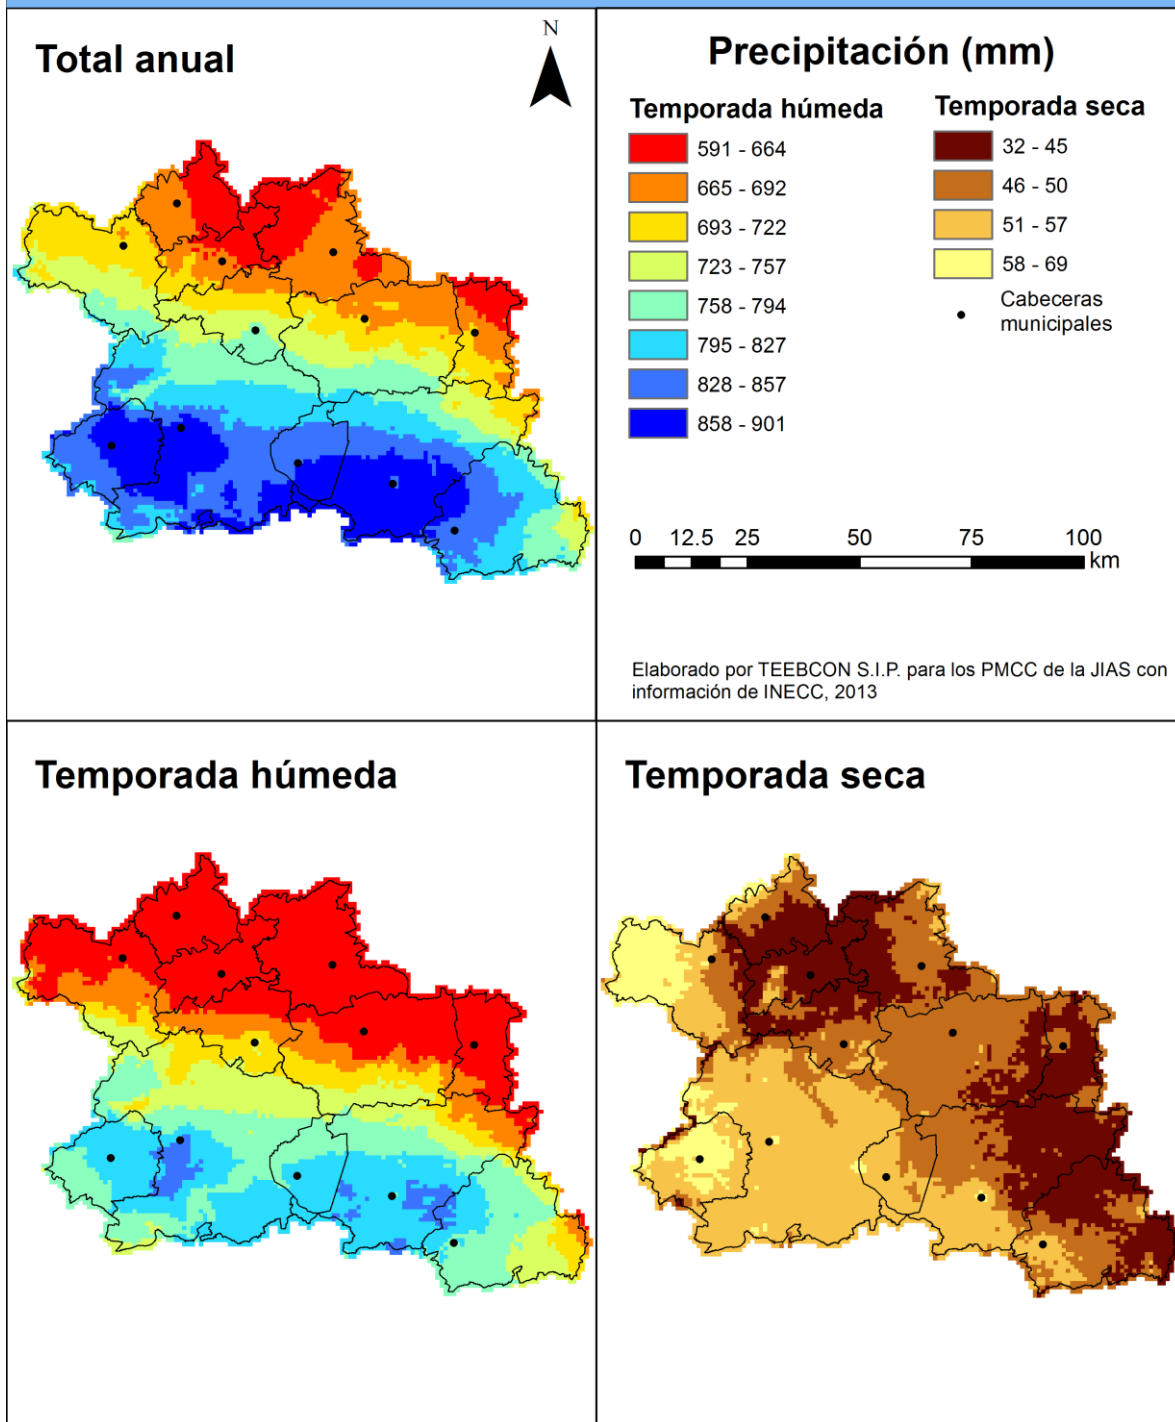 Total anual
N
Precipitación (mm)
Temporada húmeda
591 - 664
665 - 692
693 - 722
723 - 757
758 - 794
795 - 827
828 - 857
858 - 901
Temporada seca
32 - 45
46 - 50
51 - 57
58 - 69
Cabeceras
municipales
0 12.5 25 50 75 100
km
Elaborado por TEEBCON S.I.P. para los PMCC de la JIAS con
información de INECC, 2013
Temporada húmeda
Temporada seca